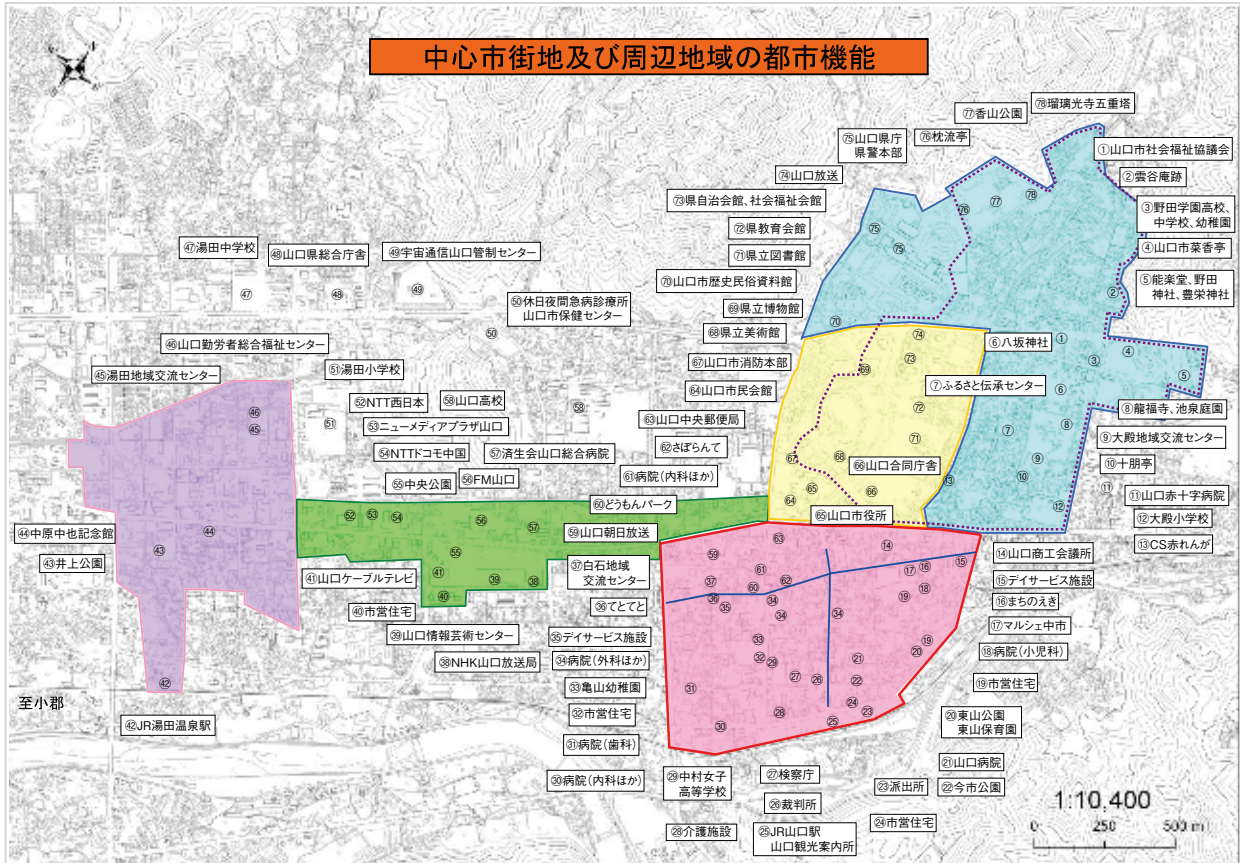 中心市街地及び周辺地域の都市機能
⑱瑠璃光寺五重塔
⑰香山公園
⑯枕流亭
⑮山口県庁
県警本部
⑭山口放送
⑬県自治会館、社会福祉会館
⑫県教育会館
⑪県立図書館
⑩山口市歴史民俗資料館
⑨県立博物館
⑧県立美術館
⑦山口市消防本部
④山口市民会館
③山口中央郵便局
②さぽらんて
①病院(内科ほか)
⓪どうもんパーク
㊾山口朝日放送
①山口市社会福祉協議会
②雲谷庵跡
③野田学園高校、
中学校、幼稚園
④山口市菜香亭
⑤能楽堂、野田
神社、豊栄神社
⑥八坂神社
⑦ふるさと伝承センター
⑧龍福寺、池泉庭園
⑨大殿地域交流センター
⑩十朋亭
⑪山口赤十字病院
⑫大殿小学校
⑬CS赤れんが
66山口合同庁舎
65山口市役所
⑭山口商工会議所
⑮デイサービス施設
⑯まちのえき
⑰マルシェ中市
⑱病院(小児科)
⑲市営住宅
⑳東山公園
東山保育園
㉑山口病院
㉒今市公園
㉓派出所
㉔市営住宅
㉕JR山口駅
山口観光案内所
㉖裁判所
㉗検察庁
㉘介護施設
㉙中村女子
高等学校
㉚病院(内科ほか)
㉛病院(歯科)
㉜市営住宅
㉝亀山幼稚園
㉞病院(外科ほか)
㉟デイサービス施設
㊱てとてと
㊲白石地域
交流センター
㊳NHK山口放送局
㊴山口情報芸術センター
㊵市営住宅
㊶山口ケーブルテレビ
㊷JR湯田温泉駅
㊸井上公園
㊹中原中也記念館
㊺湯田地域交流センター
㊻山口勤労者総合福祉センター
㊼湯田中学校
㊽山口県総合庁舎
㊾宇宙通信山口管制センター
㊿休日夜間急病診療所
山口市保健センター
51湯田小学校
52NTT西日本
53ニューメディアプラザ山口
54NTTドコモ中国
55中央公園
56FM山口
57済生会山口総合病院
58山口高校
至小郡
1:10,400
0 250 500 m